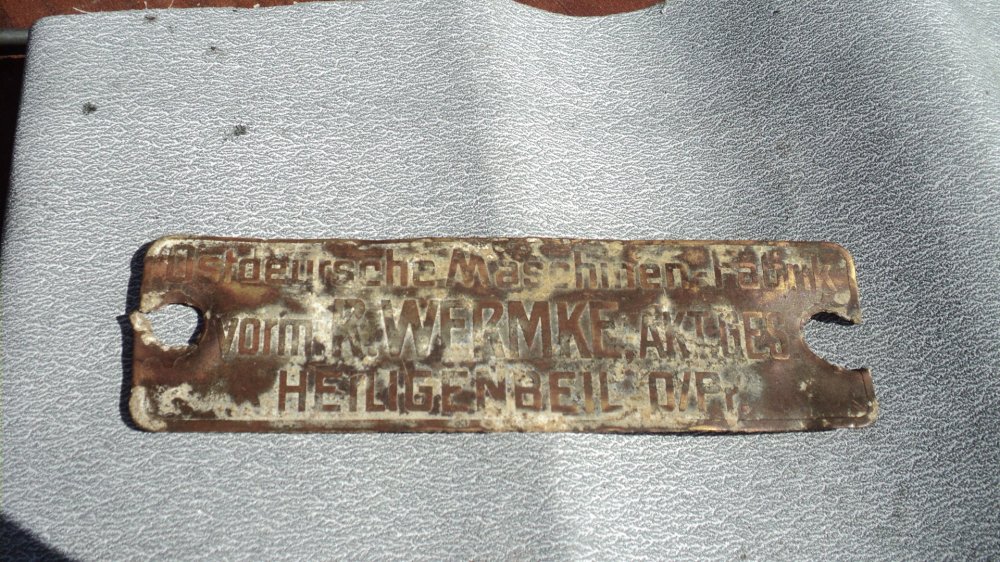 Ostdeutsche Maschinen-Fabrik
vorm. R. WERMKE, AKT. GES.
HEILIGENBEIL O/Pr.